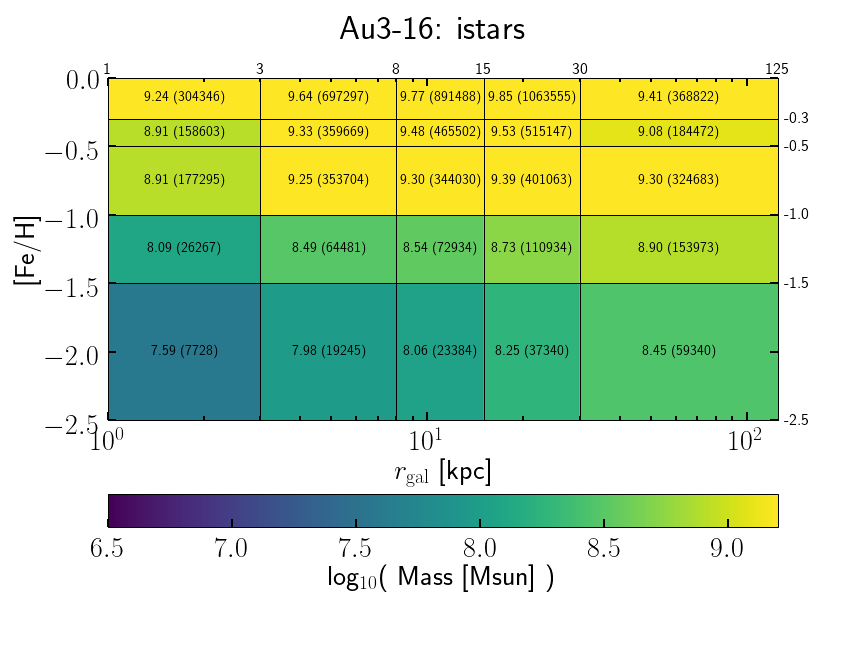 Au3-16: istars
1 3 8 15 30 125
0.0 9.24 (304346) 9.64 (697297) 9.77 (891488) 9.85 (1063555) 9.41 (368822)
-0.3
8.91 (158603) 9.33 (359669) 9.48 (465502) 9.53 (515147) 9.08 (184472)
−0.5 -0.5
8.91 (177295) 9.25 (353704) 9.30 (344030) 9.39 (401063) 9.30 (324683)
−1.0 -1.0
[Fe/H]
8.09 (26267) 8.49 (64481) 8.54 (72934) 8.73 (110934) 8.90 (153973)
−1.5 -1.5
−2.0 7.59 (7728) 7.98 (19245) 8.06 (23384) 8.25 (37340) 8.45 (59340)
−2.5 -2.5
10⁰ 10¹ 10²
r_gal [kpc]
6.5 7.0 7.5 8.0 8.5 9.0
log₁₀( Mass [Msun] )